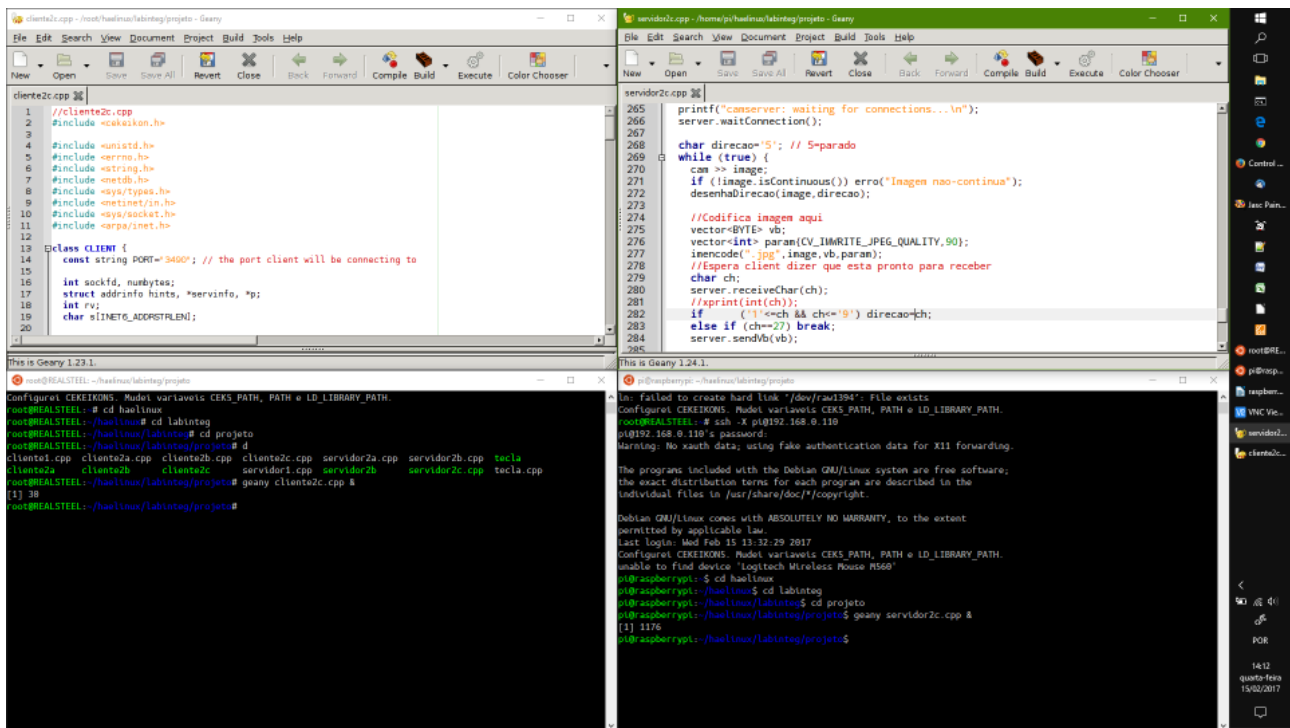 cliente2c.cpp - /root/haelinux/labinteg/projeto - Geany
File Edit Search View Document Project Build Tools Help
New Open Save Save All Revert Close Back Forward Compile Build Execute Color Chooser
cliente2c.cpp
1 //cliente2c.cpp
2 #include <cekeikon.h>
3
4 #include <unistd.h>
5 #include <errno.h>
6 #include <string.h>
7 #include <netdb.h>
8 #include <sys/types.h>
9 #include <netinet/in.h>
10 #include <sys/socket.h>
11 #include <arpa/inet.h>
12
13 class CLIENT {
14 const string PORT="3490"; // the port client will be connecting to
15
16 int sockfd, numbytes;
17 struct addrinfo hints, *servinfo, *p;
18 int rv;
19 char s[INET6_ADDRSTRLEN];
20
This is Geany 1.23.1.
servidor2c.cpp - /home/pi/haelinux/labinteg/projeto - Geany
File Edit Search View Document Project Build Tools Help
New Open Save Save All Revert Close Back Forward Compile Build Execute Color Chooser
servidor2c.cpp
265 printf("camserver: waiting for connections...\n");
266 server.waitConnection();
267
268 char direcao='5'; // 5=parado
269 while (true) {
270 cam >> image;
271 if (!image.isContinuous()) erro("Imagem nao-continua");
272 desenhaDirecao(image,direcao);
273
274 //Codifica imagem aqui
275 vector<BYTE> vb;
276 vector<int> param{CV_IMWRITE_JPEG_QUALITY,90};
277 imencode(".jpg",image,vb,param);
278 //Espera client dizer que esta pronto para receber
279 char ch;
280 server.receiveChar(ch);
281 //xprint(int(ch));
282 if ('1'<=ch && ch<='9') direcao=ch;
283 else if (ch==27) break;
284 server.sendVb(vb);
285
This is Geany 1.24.1.
root@REALSTEEL: ~/haelinux/labinteg/projeto
Configurei CEKEIKON5. Mudei variaveis CEK5_PATH, PATH e LD_LIBRARY_PATH.
root@REALSTEEL: # cd haelinux
root@REALSTEEL:~/haelinux# cd labinteg
root@REALSTEEL:~/haelinux/labinteg# cd projeto
root@REALSTEEL:~/haelinux/labinteg/projeto# d
cliente1.cpp cliente2a.cpp cliente2b.cpp cliente2c.cpp servidor2a.cpp servidor2b.cpp tecla
cliente2a cliente2b cliente2c servidor1.cpp servidor2b servidor2c.cpp tecla.cpp
root@REALSTEEL:~/haelinux/labinteg/projeto# geany cliente2c.cpp &
[1] 38
root@REALSTEEL:~/haelinux/labinteg/projeto#
pi@raspberrypi: ~/haelinux/labinteg/projeto
ln: failed to create hard link '/dev/raw1394': File exists
Configurei CEKEIKON5. Mudei variaveis CEK5_PATH, PATH e LD_LIBRARY_PATH.
root@REALSTEEL: # ssh -X pi@192.168.0.110
pi@192.168.0.110's password:
Warning: No xauth data; using fake authentication data for X11 forwarding.

The programs included with the Debian GNU/Linux system are free software;
the exact distribution terms for each program are described in the
individual files in /usr/share/doc/*/copyright.

Debian GNU/Linux comes with ABSOLUTELY NO WARRANTY, to the extent
permitted by applicable law.
Last login: Wed Feb 15 13:32:29 2017
Configurei CEKEIKON5. Mudei variaveis CEK5_PATH, PATH e LD_LIBRARY_PATH.
unable to find device 'Logitech Wireless Mouse M560'
pi@raspberrypi: $ cd haelinux
pi@raspberrypi:~/haelinux$ cd labinteg
pi@raspberrypi:~/haelinux/labinteg$ cd projeto
pi@raspberrypi:~/haelinux/labinteg/projeto$ geany servidor2c.cpp &
[1] 1176
pi@raspberrypi:~/haelinux/labinteg/projeto$
Control ...
Jasc Pain...
root@RE...
pi@rasp...
raspberr...
VNC Vie...
servidor2...
cliente2c...
POR
14:12
quarta-feira
15/02/2017